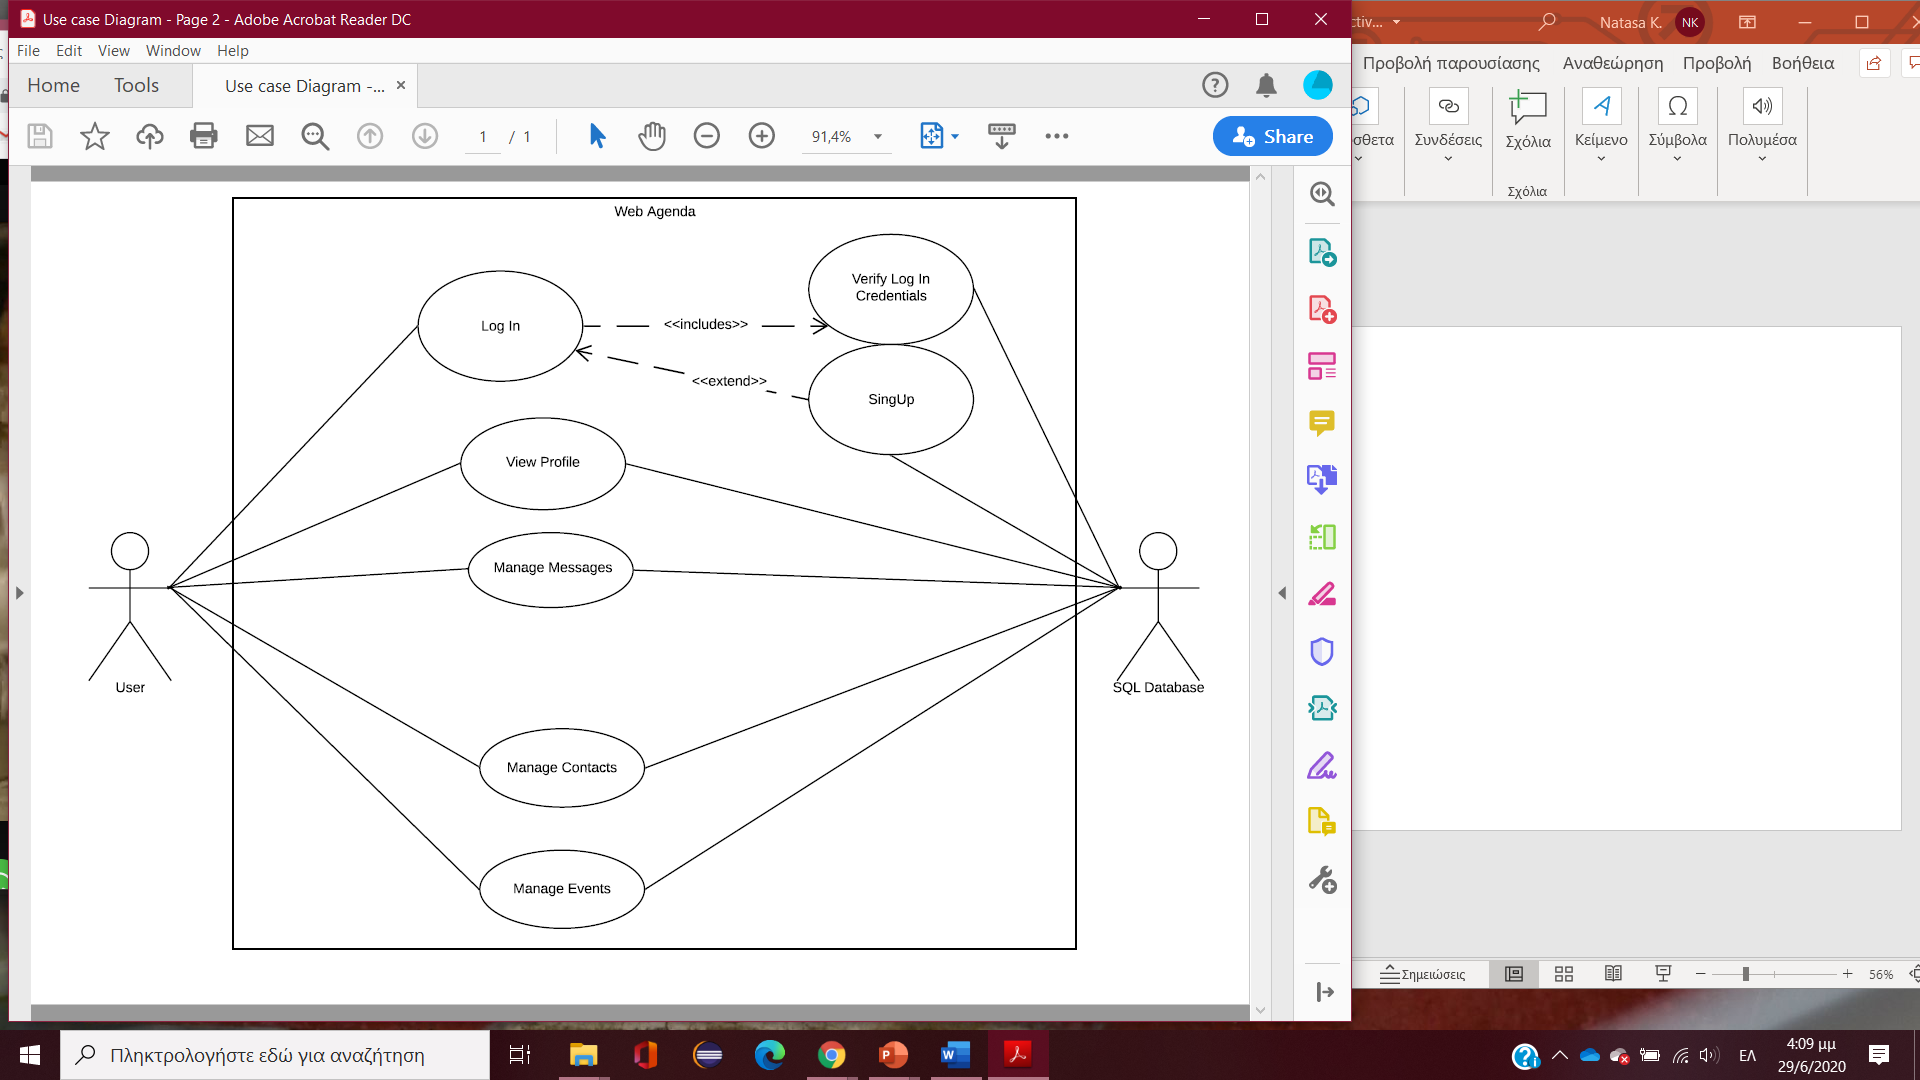 Use case Diagram - Page 2 - Adobe Acrobat Reader DC
File Edit View Window Help
Home Tools Use case Diagram -...
1 / 1 91,4% Share
Web Agenda
Verify Log In
Credentials
Log In
<<includes>>
<<extend>>
SingUp
View Profile
Manage Messages
User
SQL Database
Manage Contacts
Manage Events
Natasa K. NK
Προβολή παρουσίασης Αναθεώρηση Προβολή Βοήθεια
Συνδέσεις Σχόλια Κείμενο Σύμβολα Πολυμέσα
Σχόλια
Σημειώσεις 56%
Πληκτρολογήστε εδώ για αναζήτηση
ΕΛ
4:09 μμ
29/6/2020